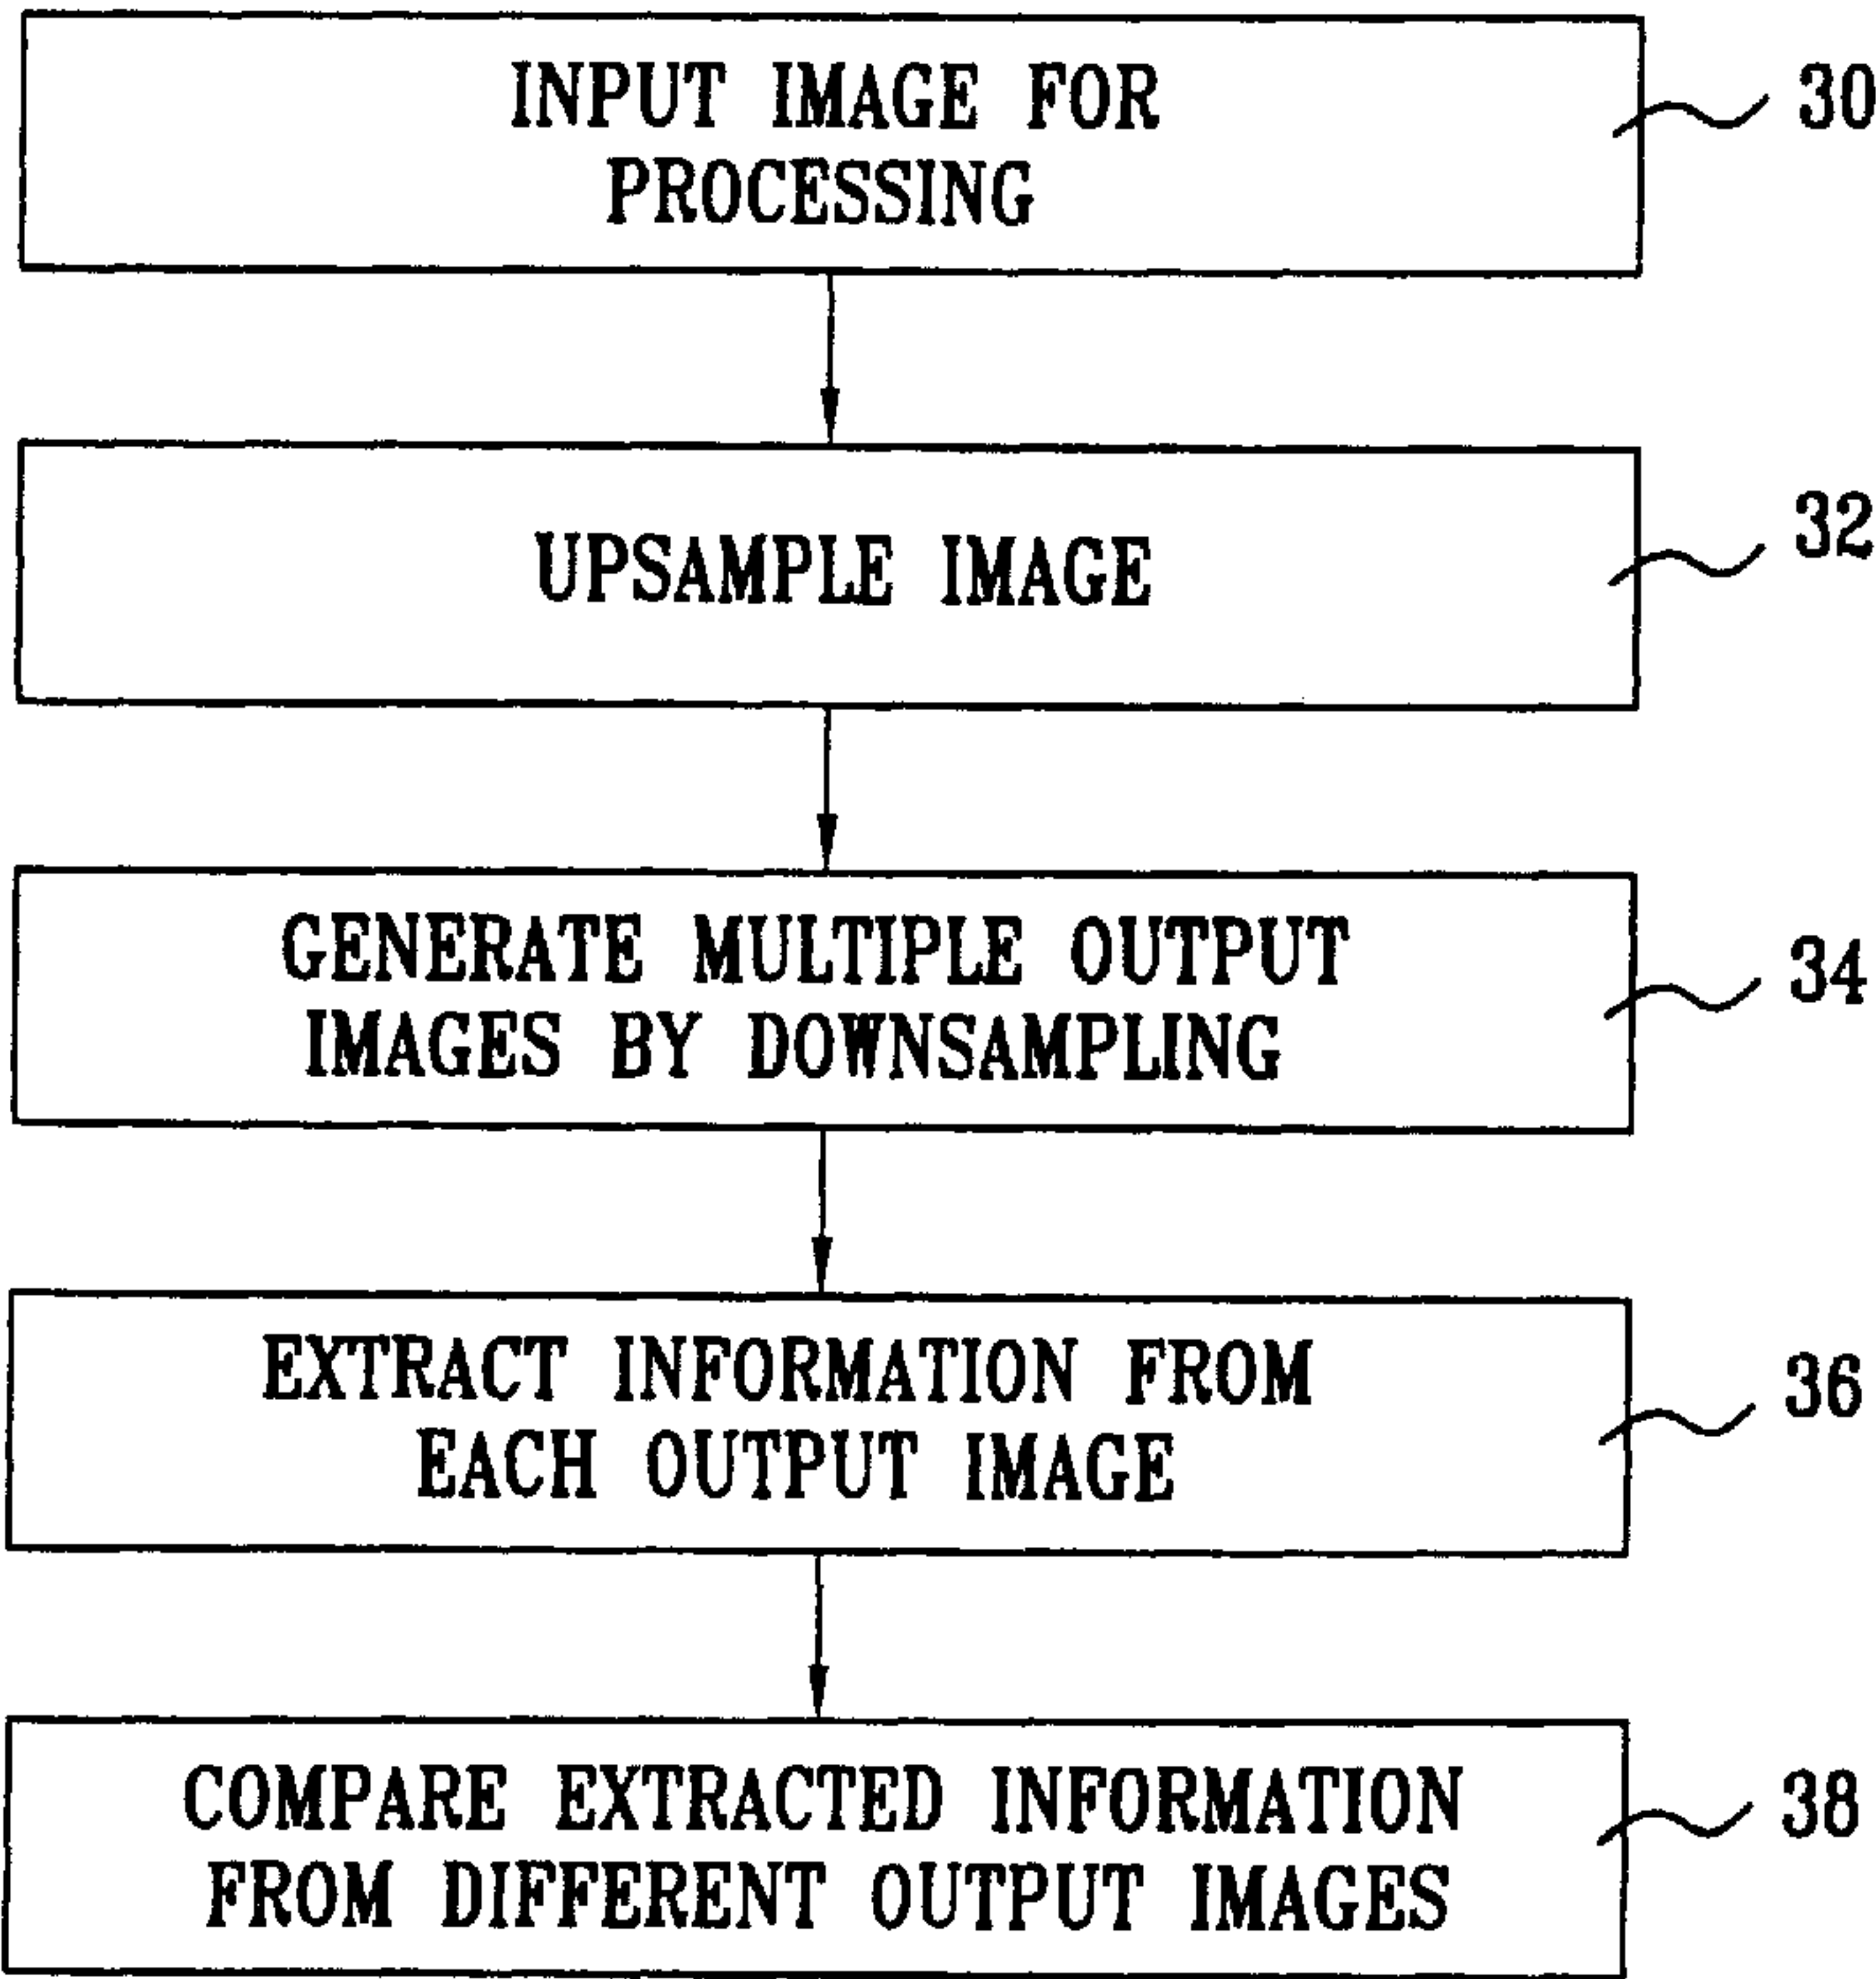 INPUT IMAGE FOR
PROCESSING
30
UPSAMPLE IMAGE
32
GENERATE MULTIPLE OUTPUT
IMAGES BY DOWNSAMPLING
34
EXTRACT INFORMATION FROM
EACH OUTPUT IMAGE
36
COMPARE EXTRACTED INFORMATION
FROM DIFFERENT OUTPUT IMAGES
38